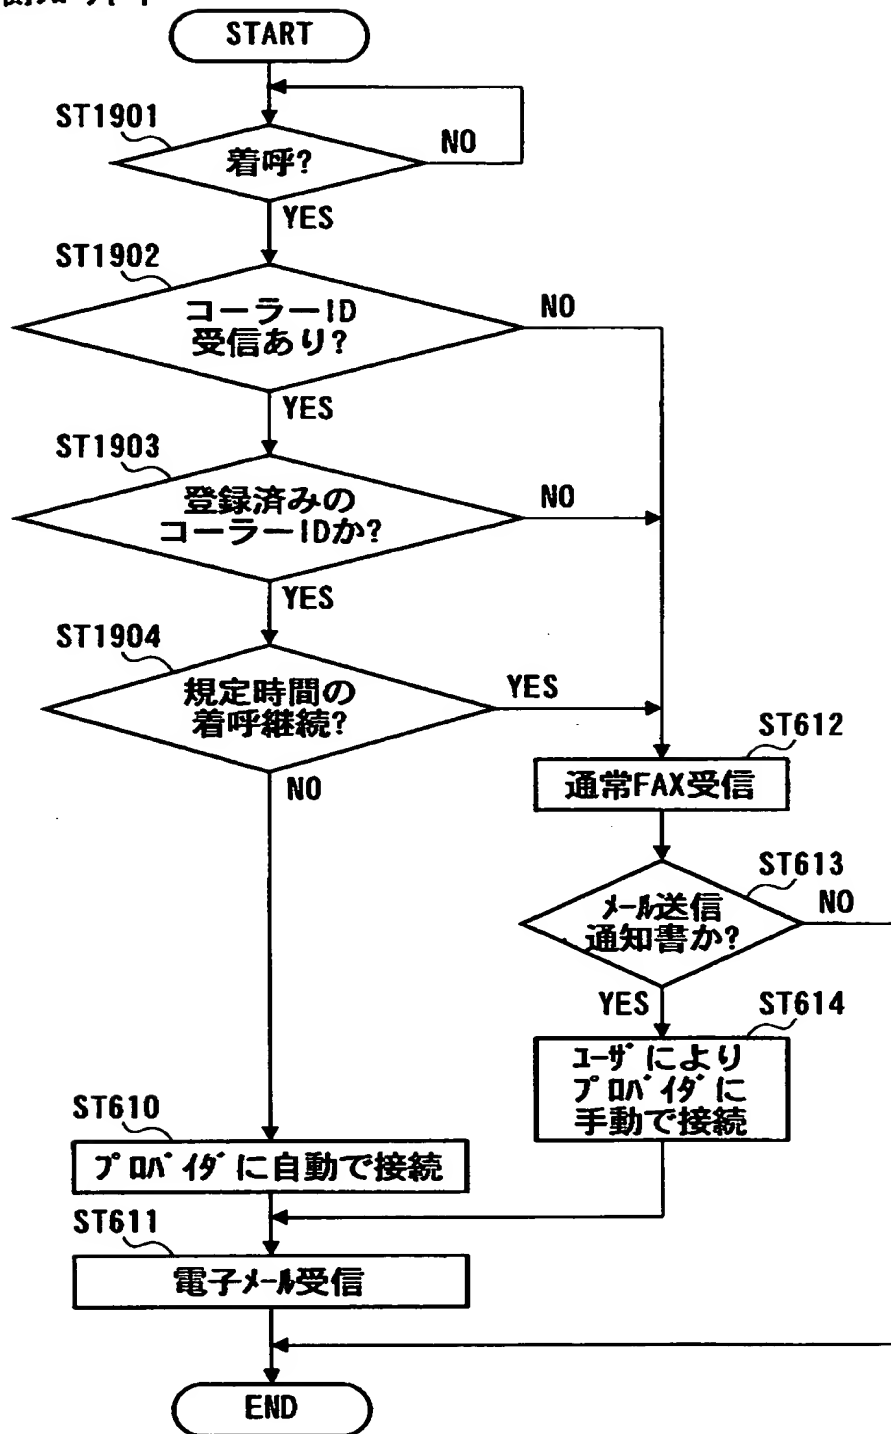 START
ST1901
着呼?
NO
YES
ST1902
コーラーID
受信あり?
NO
YES
ST1903
登録済みの
コーラーIDか?
NO
YES
ST1904
規定時間の
着呼継続?
YES
NO
ST612
通常FAX受信
ST613
メール送信
通知書か?
NO
YES
ST614
ユーザにより
プロバイダに
手動で接続
ST610
プロバイダに自動で接続
ST611
電子メール受信
END